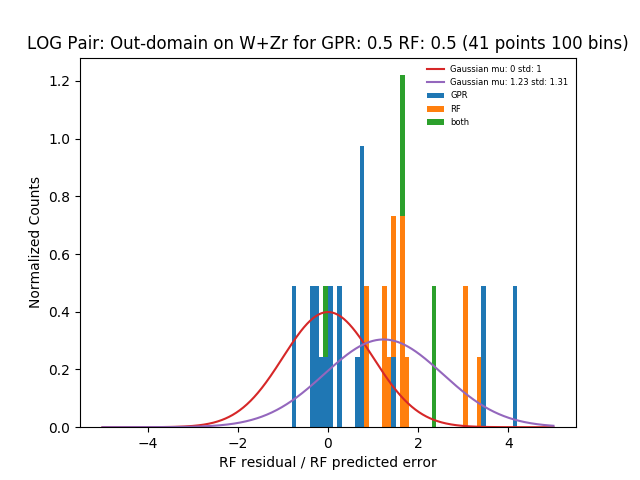 LOG Pair: Out-domain on W+Zr for GPR: 0.5 RF: 0.5 (41 points 100 bins)
Gaussian mu: 0 std: 1
Gaussian mu: 1.23 std: 1.31
GPR
RF
both
Normalized Counts
1.2
1.0
0.8
0.6
0.4
0.2
0.0
−4
−2
0
2
4
RF residual / RF predicted error